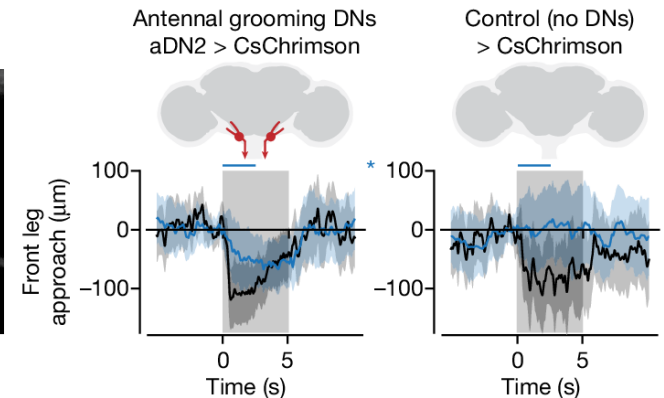 Antennal grooming DNs
aDN2 > CsChrimson
Control (no DNs)
> CsChrimson
*
Front leg
approach (μm)
100
0
−100
0
5
Time (s)
100
0
−100
0
5
Time (s)